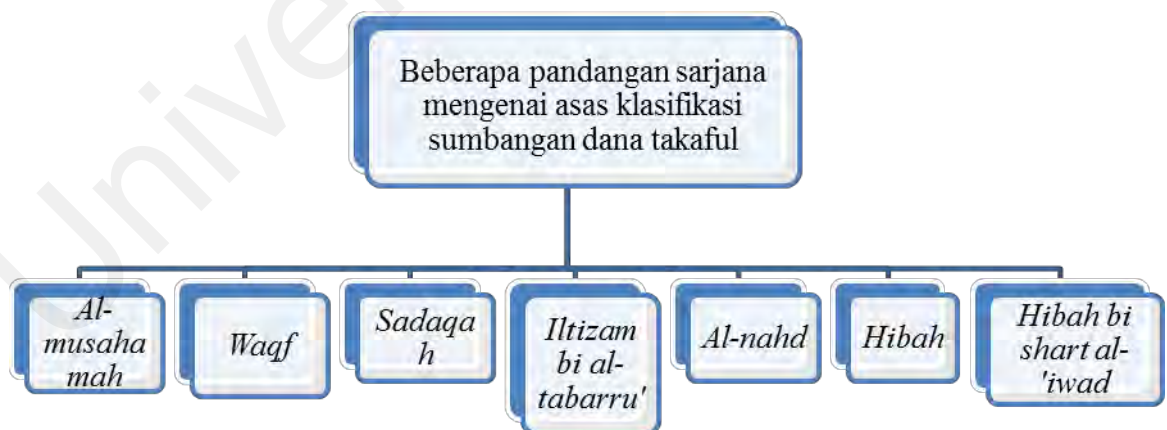 Univer
Beberapa pandangan sarjana
mengenai asas klasifikasi
sumbangan dana takaful
Al-
musaha
mah
Waqf
Sadaqa
h
Iltizam
bi al-
tabarru'
Al-nahd
Hibah
Hibah bi
shart al-
'iwad